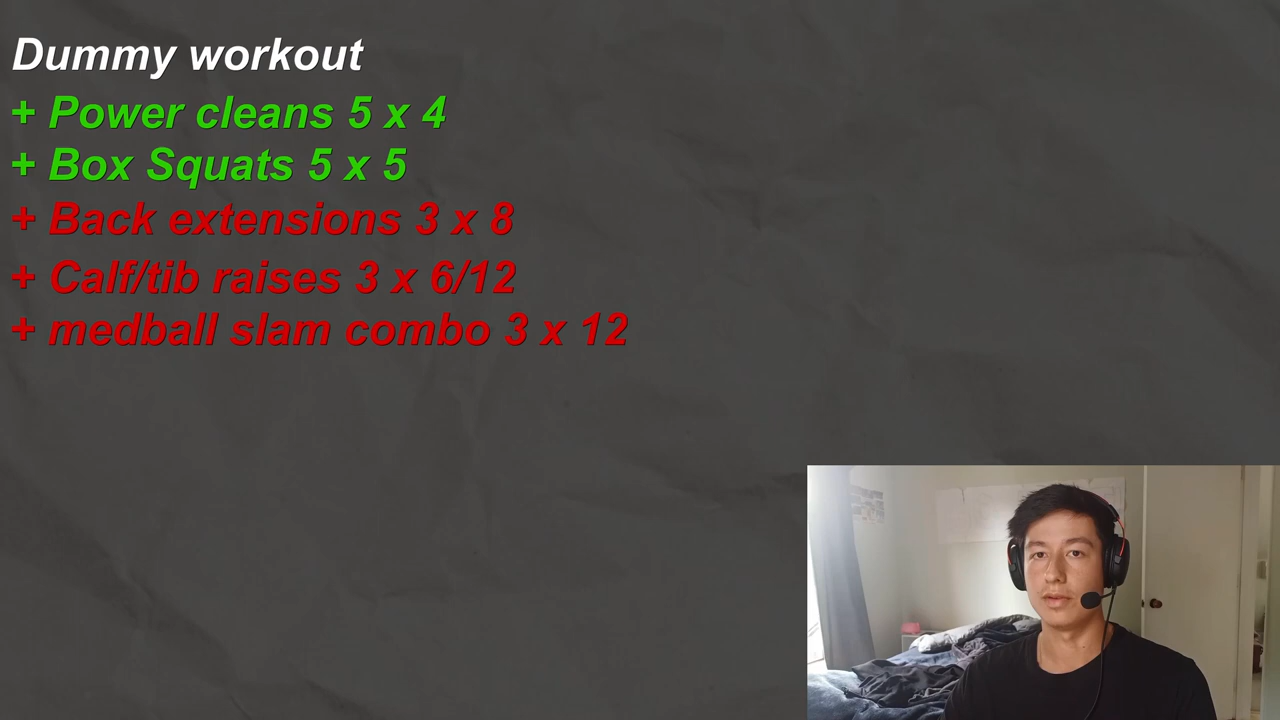 Dummy workout
+ Power cleans 5 x 4
+ Box Squats 5 x 5
+ Back extensions 3 x 8
+ Calf/tib raises 3 x 6/12
+ medball slam combo 3 x 12